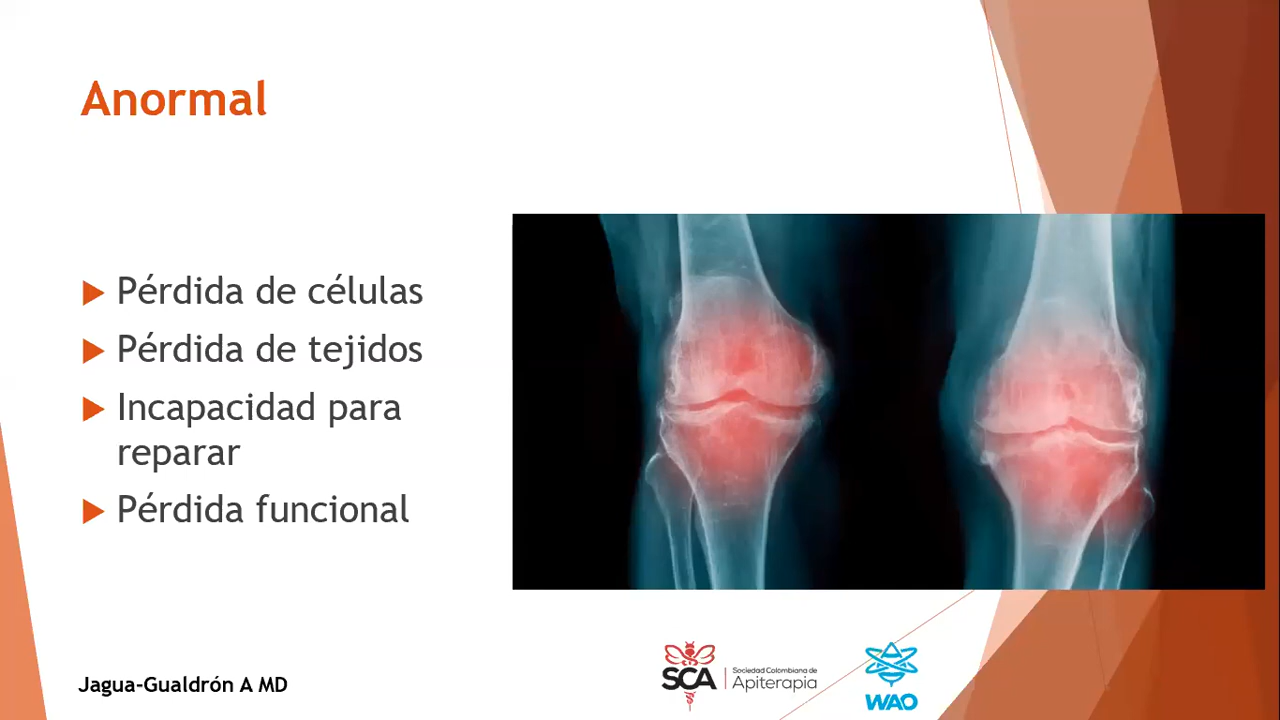 Anormal
Pérdida de células
Pérdida de tejidos
Incapacidad para
reparar
Pérdida funcional
Jagua-Gualdrón A MD
SCA
Sociedad Colombiana de
Apiterapia
WAO